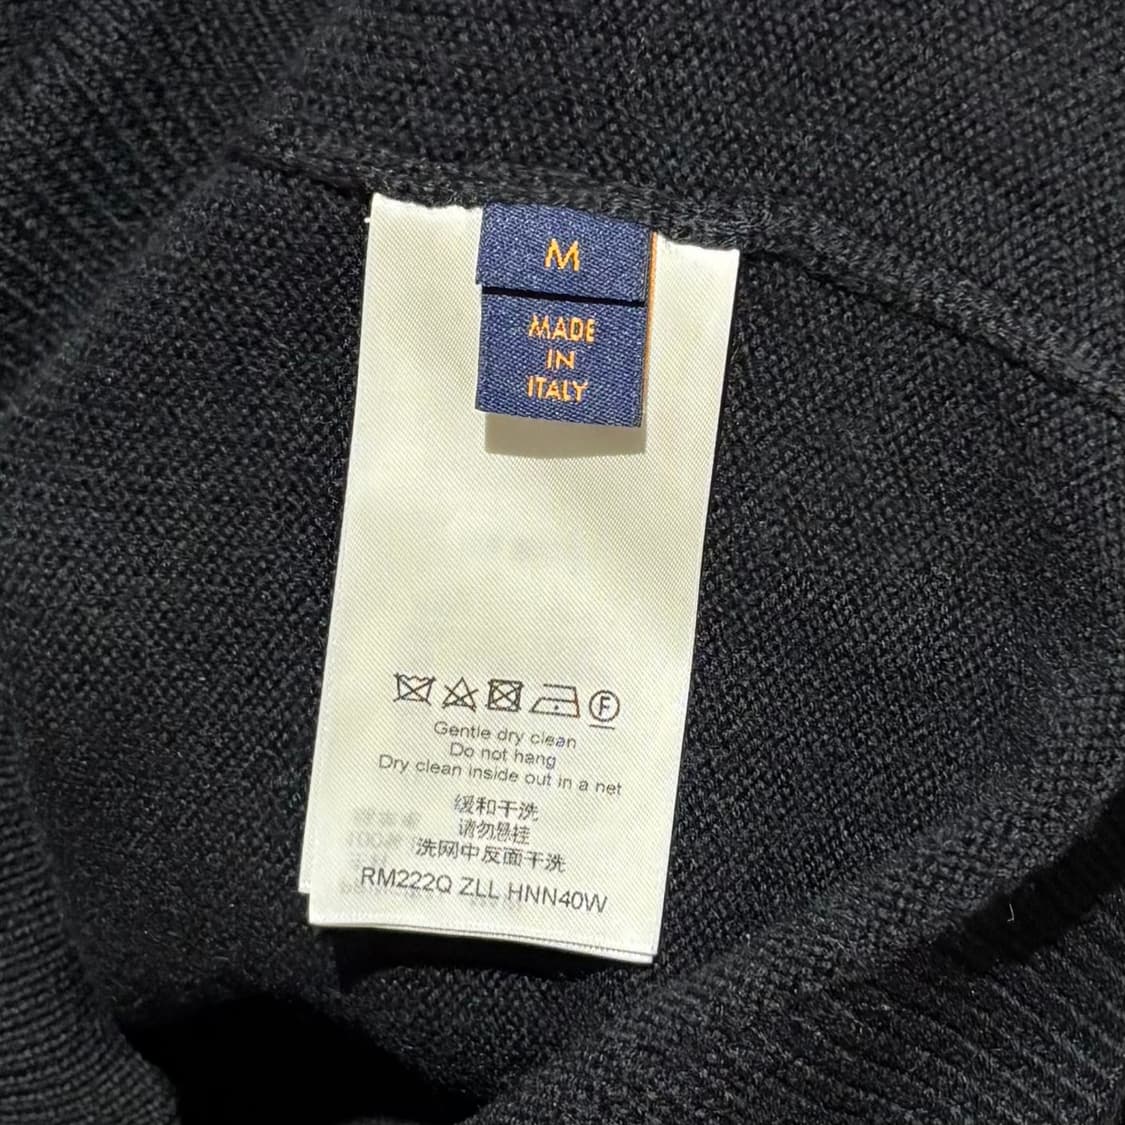 M
MADE
IN
ITALY
F
Gentle dry clean
Do not hang
Dry clean inside out in a net
缓和干洗
请勿悬挂
洗网中反面干洗
RM222Q ZLL HNN40W